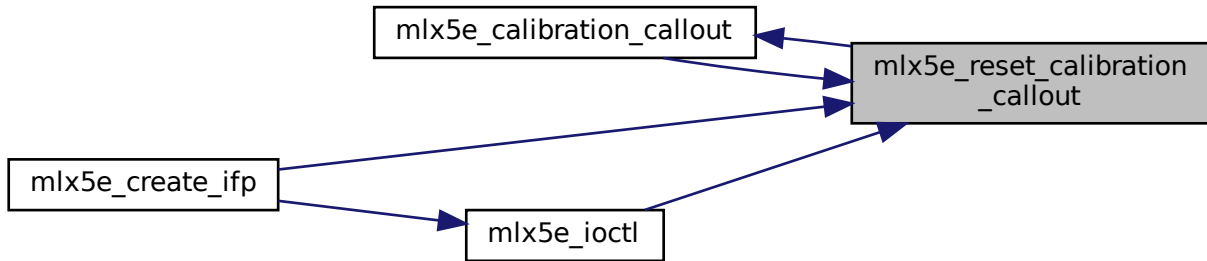 mlx5e_calibration_callout
mlx5e_reset_calibration
_callout
mlx5e_create_ifp
mlx5e_ioctl